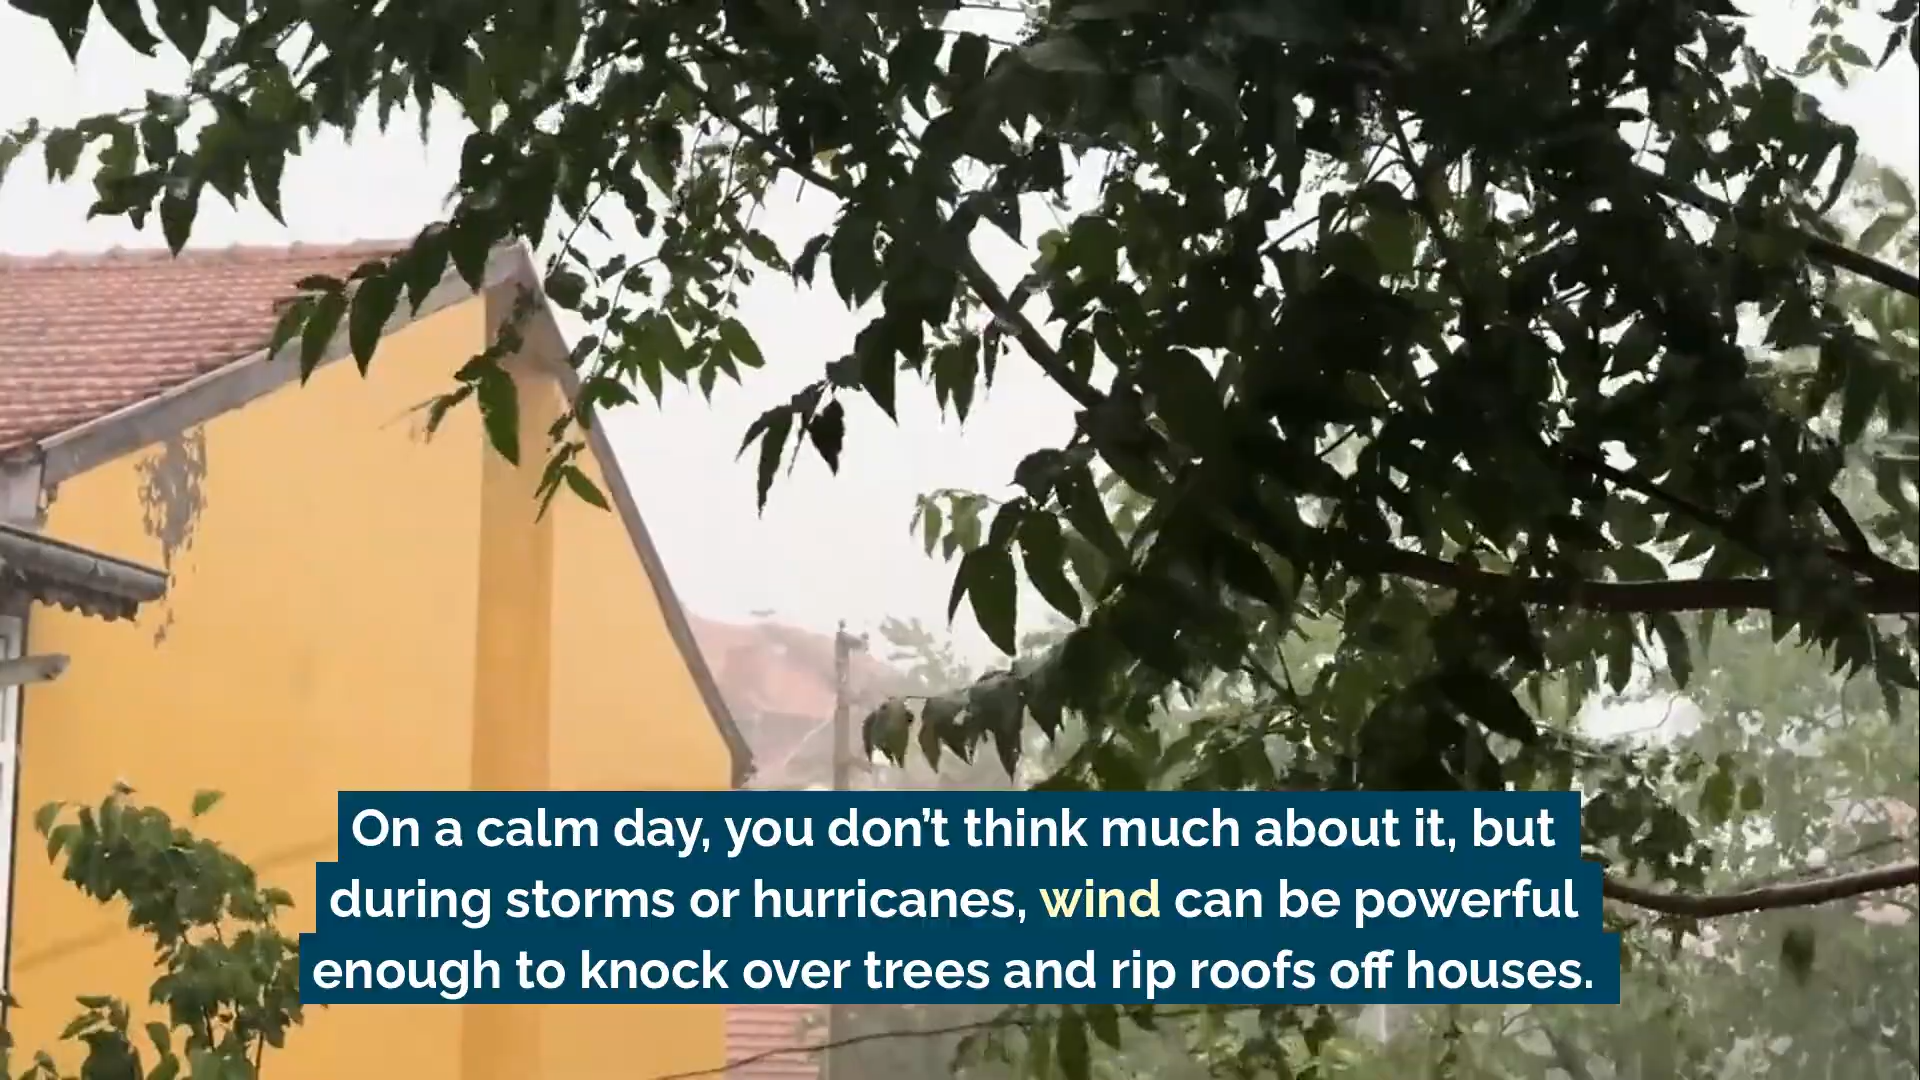 On a calm day, you don’t think much about it, but
during storms or hurricanes, wind can be powerful
enough to knock over trees and rip roofs off houses.